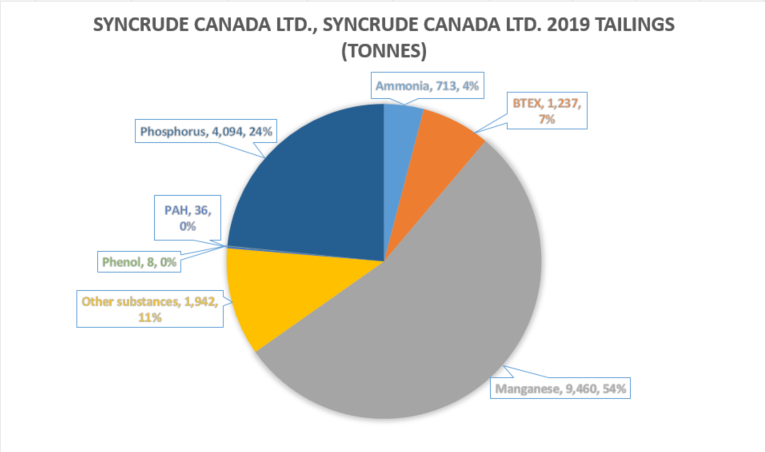 SYNCRUDE CANADA LTD., SYNCRUDE CANADA LTD. 2019 TAILINGS
(TONNES)
Ammonia, 713, 4%
BTEX, 1,237,
7%
Phosphorus, 4,094, 24%
PAH, 36,
0%
Phenol, 8, 0%
Other substances, 1,942,
11%
Manganese, 9,460, 54%